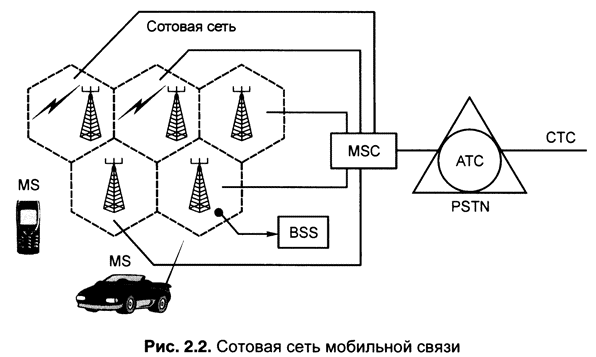 Сотовая сеть
MSC
АТС
СТС
PSTN
MS
BSS
MS
Рис. 2.2. Сотовая сеть мобильной связи